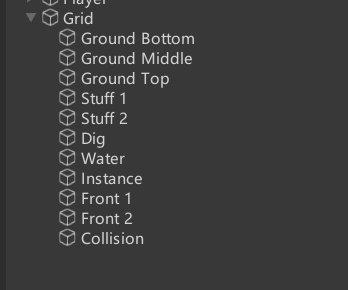 Player
Grid
Ground Bottom
Ground Middle
Ground Top
Stuff 1
Stuff 2
Dig
Water
Instance
Front 1
Front 2
Collision